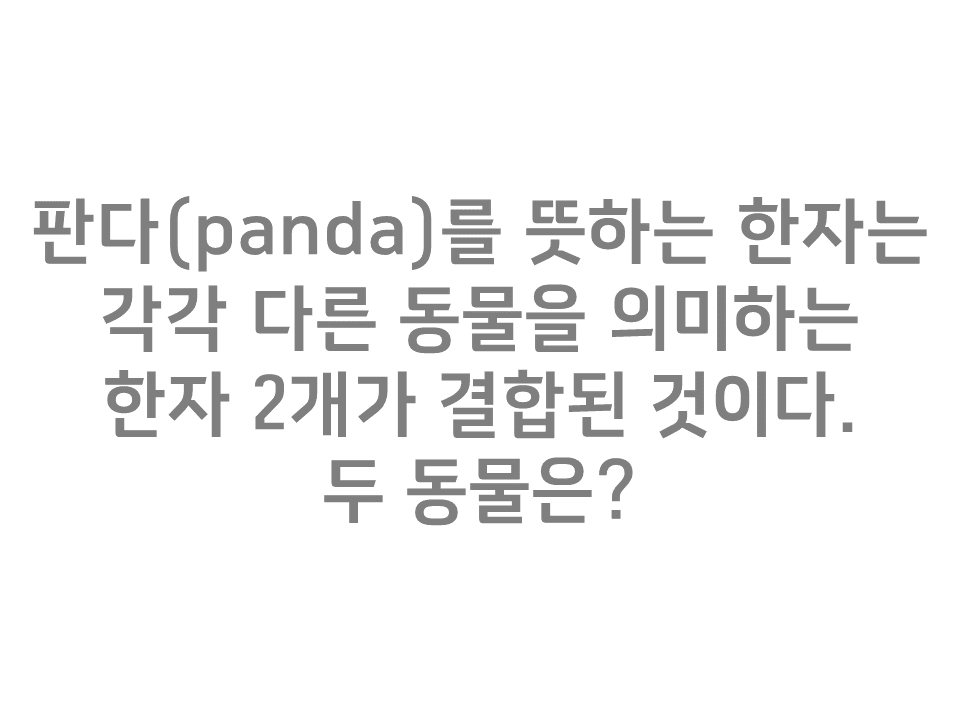 판다(panda)를 뜻하는 한자는
각각 다른 동물을 의미하는
한자 2개가 결합된 것이다.
두 동물은?